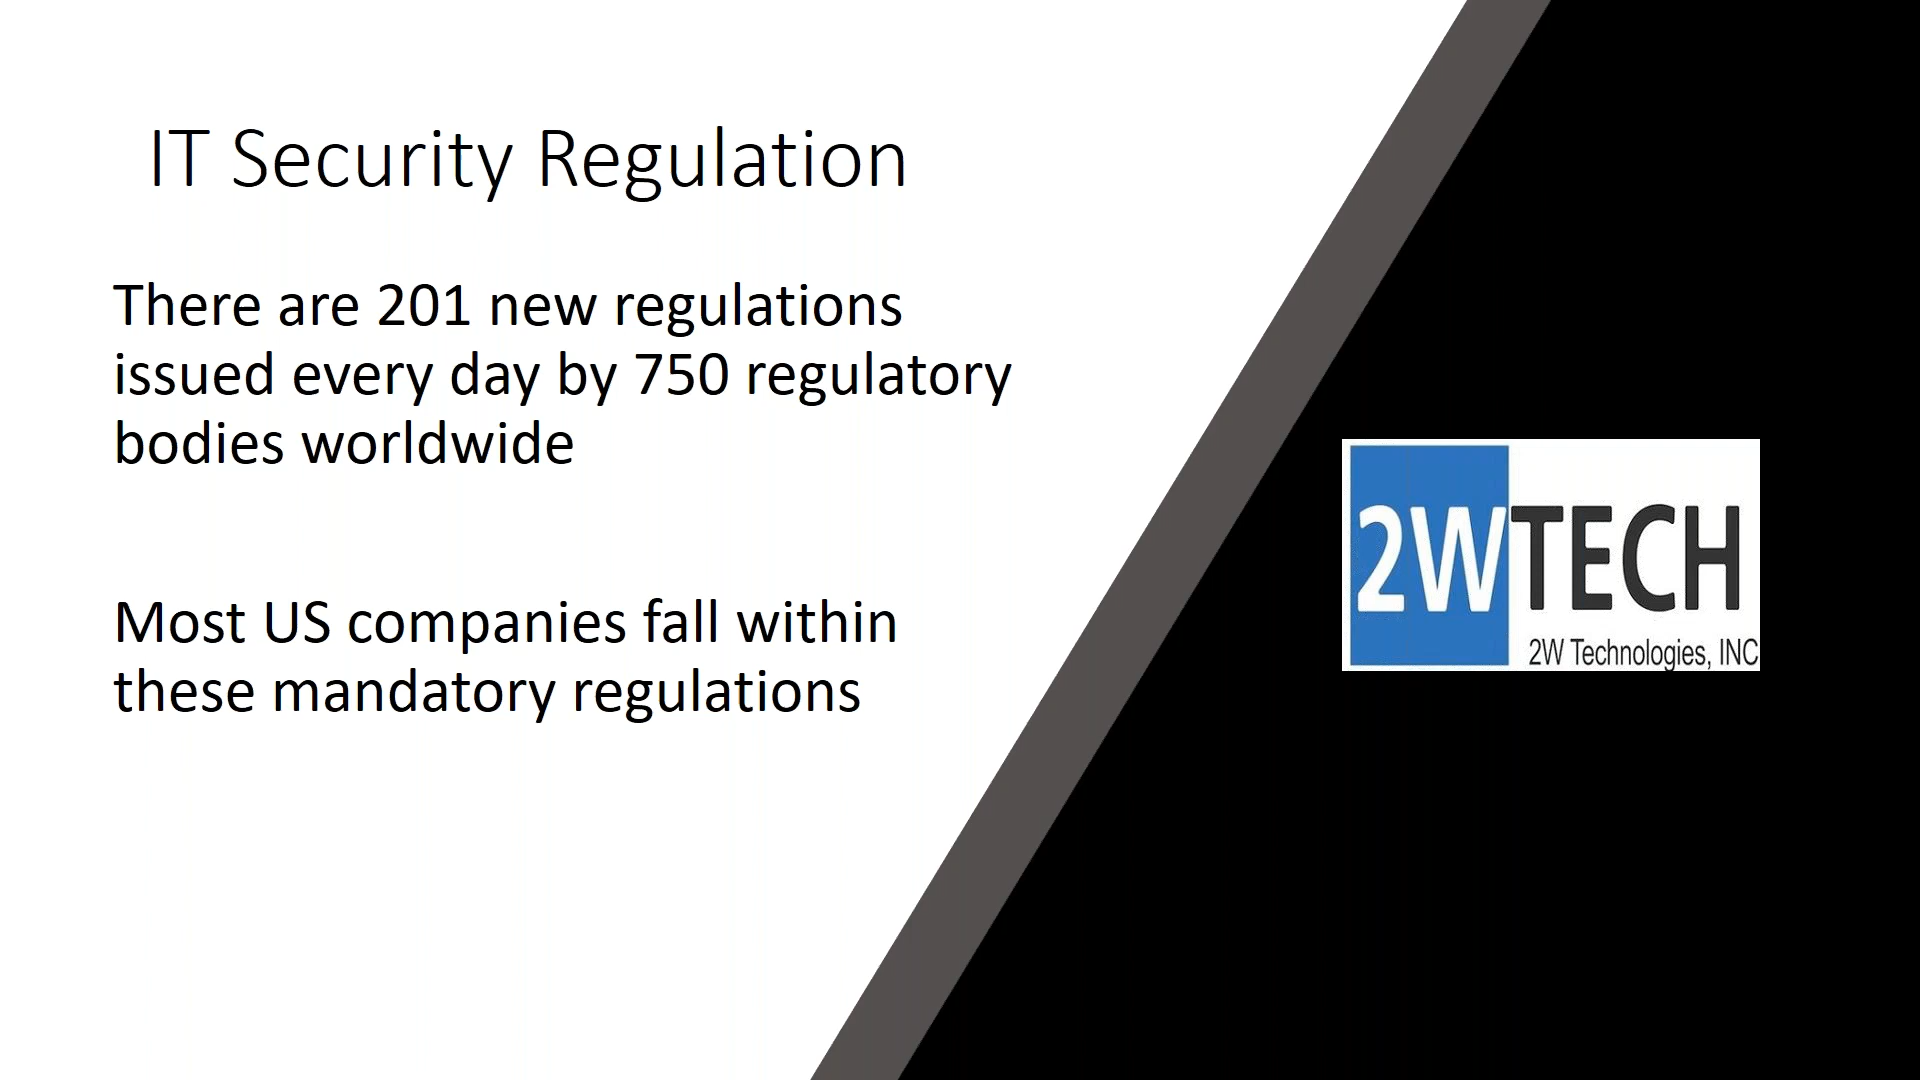 IT Security Regulation
There are 201 new regulations
issued every day by 750 regulatory
bodies worldwide
Most US companies fall within
these mandatory regulations
2WTECH
2W Technologies, INC